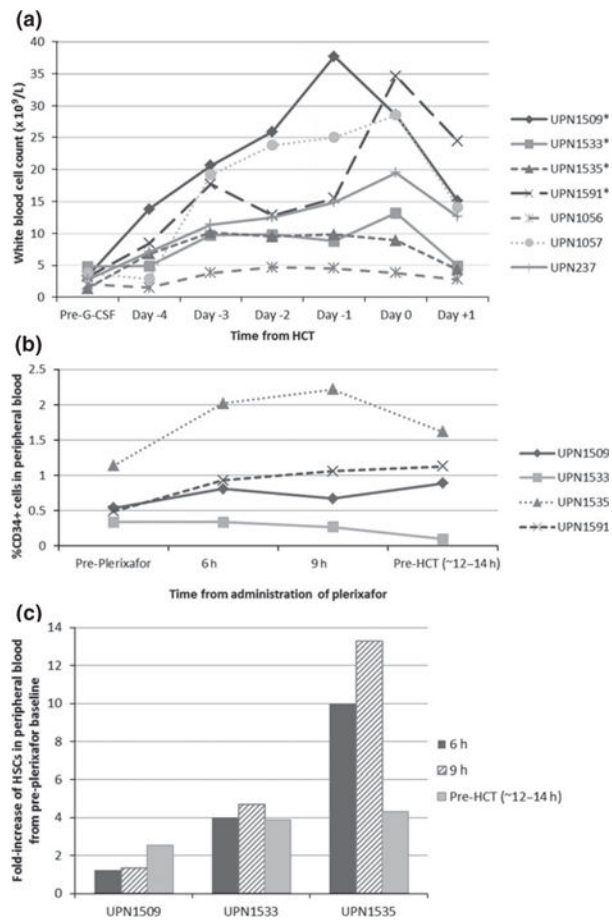 (a)
White blood cell count (x 10⁹/L)
40
35
30
25
20
15
10
5
0
Pre-G-CSF Day -4 Day -3 Day -2 Day -1 Day 0 Day +1
Time from HCT
UPN1509*
UPN1533*
UPN1535*
UPN1591*
UPN1056
UPN1057
UPN237
(b)
%CD34+ cells in peripheral blood
2.5
2
1.5
1
0.5
0
Pre-Plerixafor 6 h 9 h Pre-HCT (~12–14 h)
Time from administration of plerixafor
UPN1509
UPN1533
UPN1535
UPN1591
(c)
Fold-increase of HSCs in peripheral blood
from pre-plerixafor baseline
14
12
10
8
6
4
2
0
UPN1509 UPN1533 UPN1535
6 h
9 h
Pre-HCT (~12–14 h)